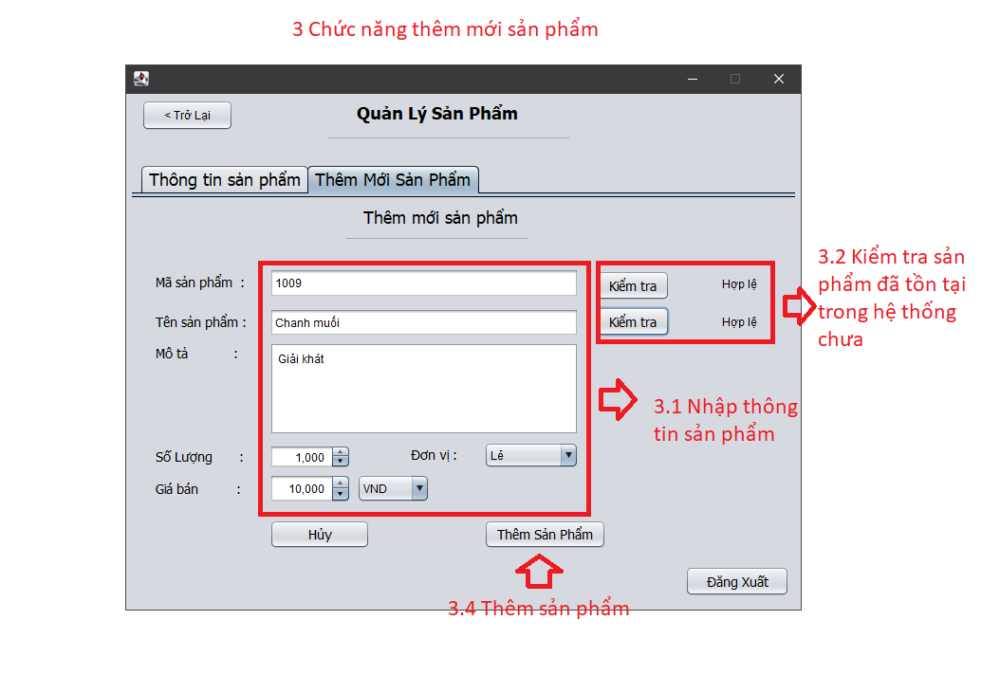 3 Chức năng thêm mới sản phẩm
< Trở Lại
Quản Lý Sản Phẩm
Thông tin sản phẩm
Thêm Mới Sản Phẩm
Thêm mới sản phẩm
Mã sản phẩm :
1009
Kiểm tra
Hợp lệ
Tên sản phẩm :
Chanh muối
Kiểm tra
Hợp lệ
3.2 Kiểm tra sản
phẩm đã tồn tại
trong hệ thống
chưa
Mô tả :
Giải khát
3.1 Nhập thông
tin sản phẩm
Số Lượng :
1,000
Đơn vị :
Lẻ
Giá bán :
10,000
VND
Hủy
Thêm Sản Phẩm
Đăng Xuất
3.4 Thêm sản phẩm